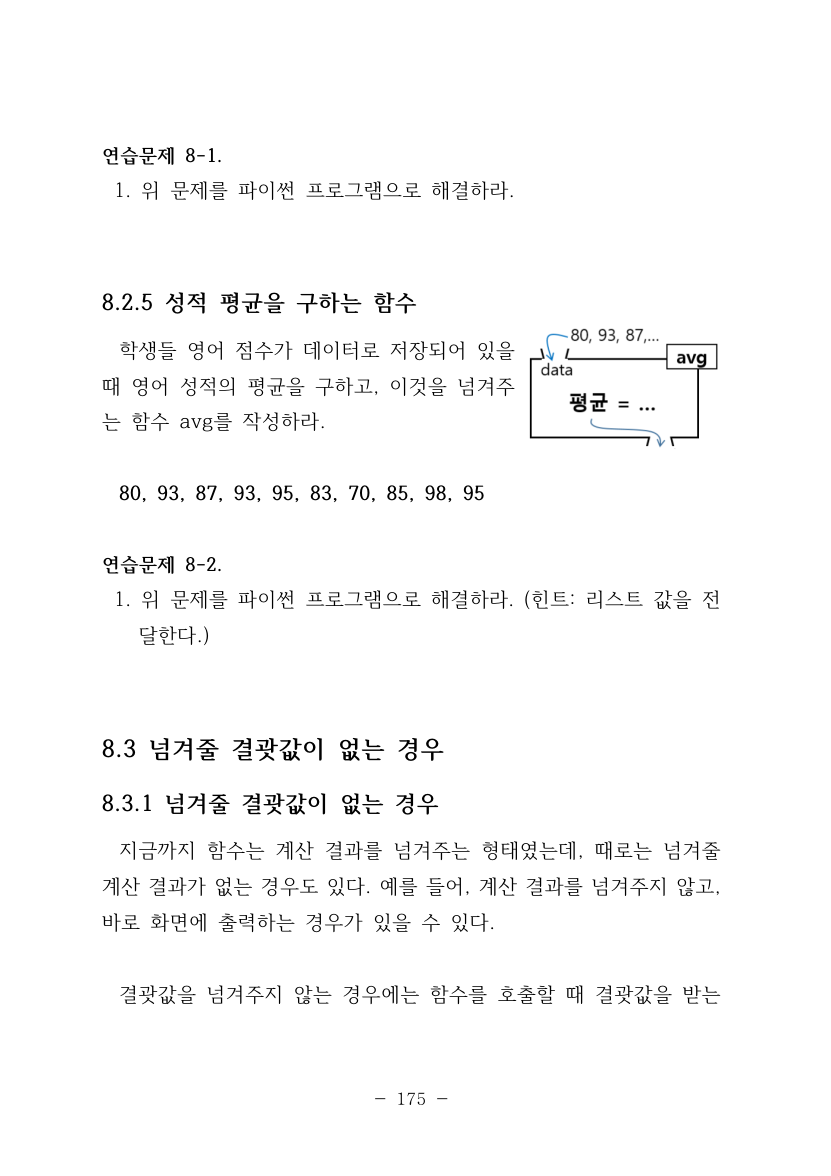 연습문제 8-1.
1. 위 문제를 파이썬 프로그램으로 해결하라.
8.2.5 성적 평균을 구하는 함수
학생들 영어 점수가 데이터로 저장되어 있을
때 영어 성적의 평균을 구하고, 이것을 넘겨주
는 함수 avg를 작성하라.
80, 93, 87,...
avg
data
평균 = ...
80, 93, 87, 93, 95, 83, 70, 85, 98, 95
연습문제 8-2.
1. 위 문제를 파이썬 프로그램으로 해결하라. (힌트: 리스트 값을 전
달한다.)
8.3 넘겨줄 결괏값이 없는 경우
8.3.1 넘겨줄 결괏값이 없는 경우
지금까지 함수는 계산 결과를 넘겨주는 형태였는데, 때로는 넘겨줄
계산 결과가 없는 경우도 있다. 예를 들어, 계산 결과를 넘겨주지 않고,
바로 화면에 출력하는 경우가 있을 수 있다.
결괏값을 넘겨주지 않는 경우에는 함수를 호출할 때 결괏값을 받는
- 175 -